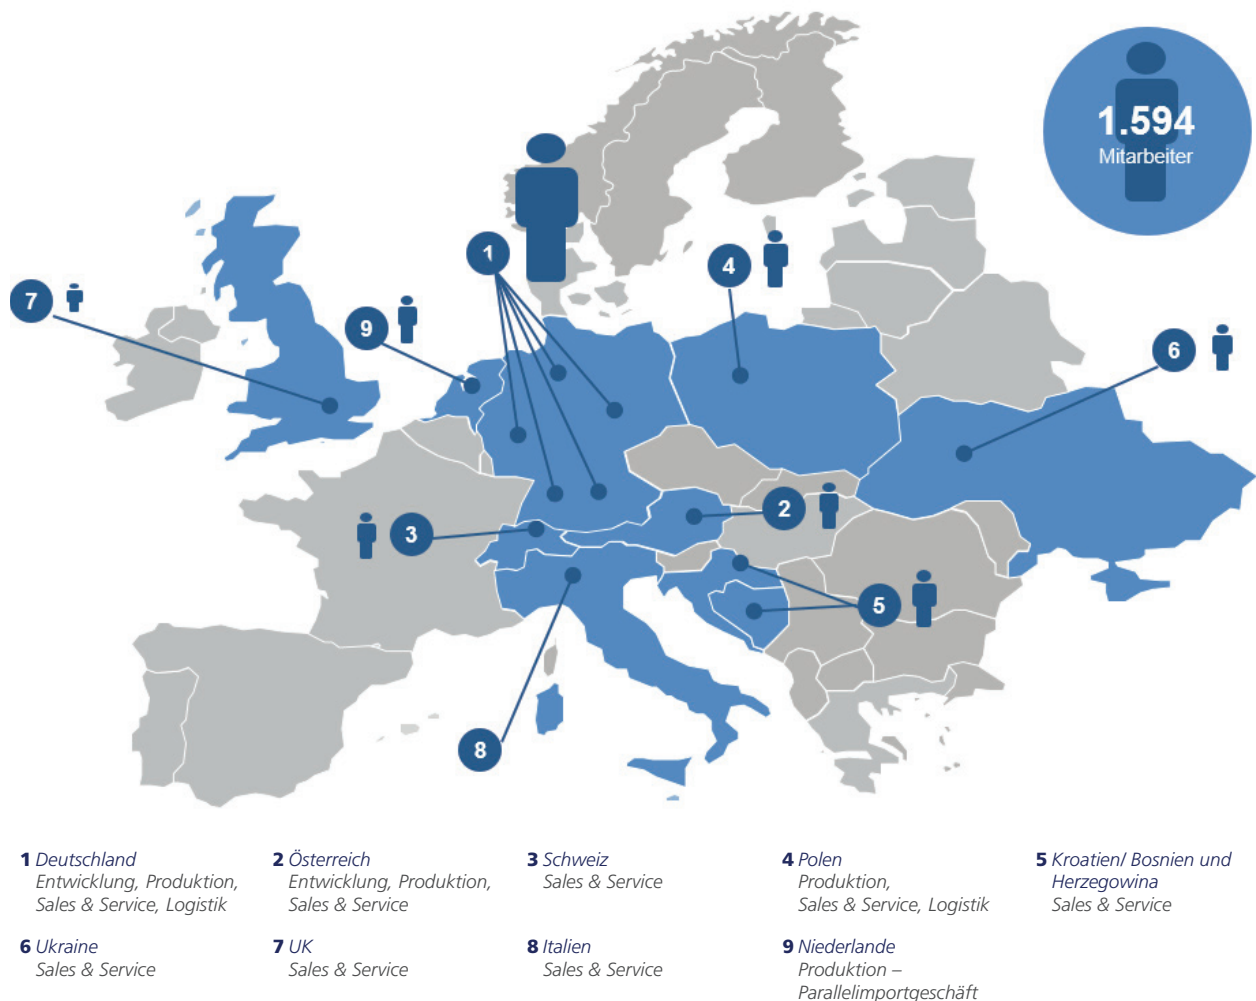 1.594
Mitarbeiter
1
4
7
9
6
2
3
5
8
1 Deutschland
Entwicklung, Produktion,
Sales & Service, Logistik
2 Österreich
Entwicklung, Produktion,
Sales & Service
3 Schweiz
Sales & Service
4 Polen
Produktion,
Sales & Service, Logistik
5 Kroatien/ Bosnien und
Herzegowina
Sales & Service
6 Ukraine
Sales & Service
7 UK
Sales & Service
8 Italien
Sales & Service
9 Niederlande
Produktion –
Parallelimportgeschäft